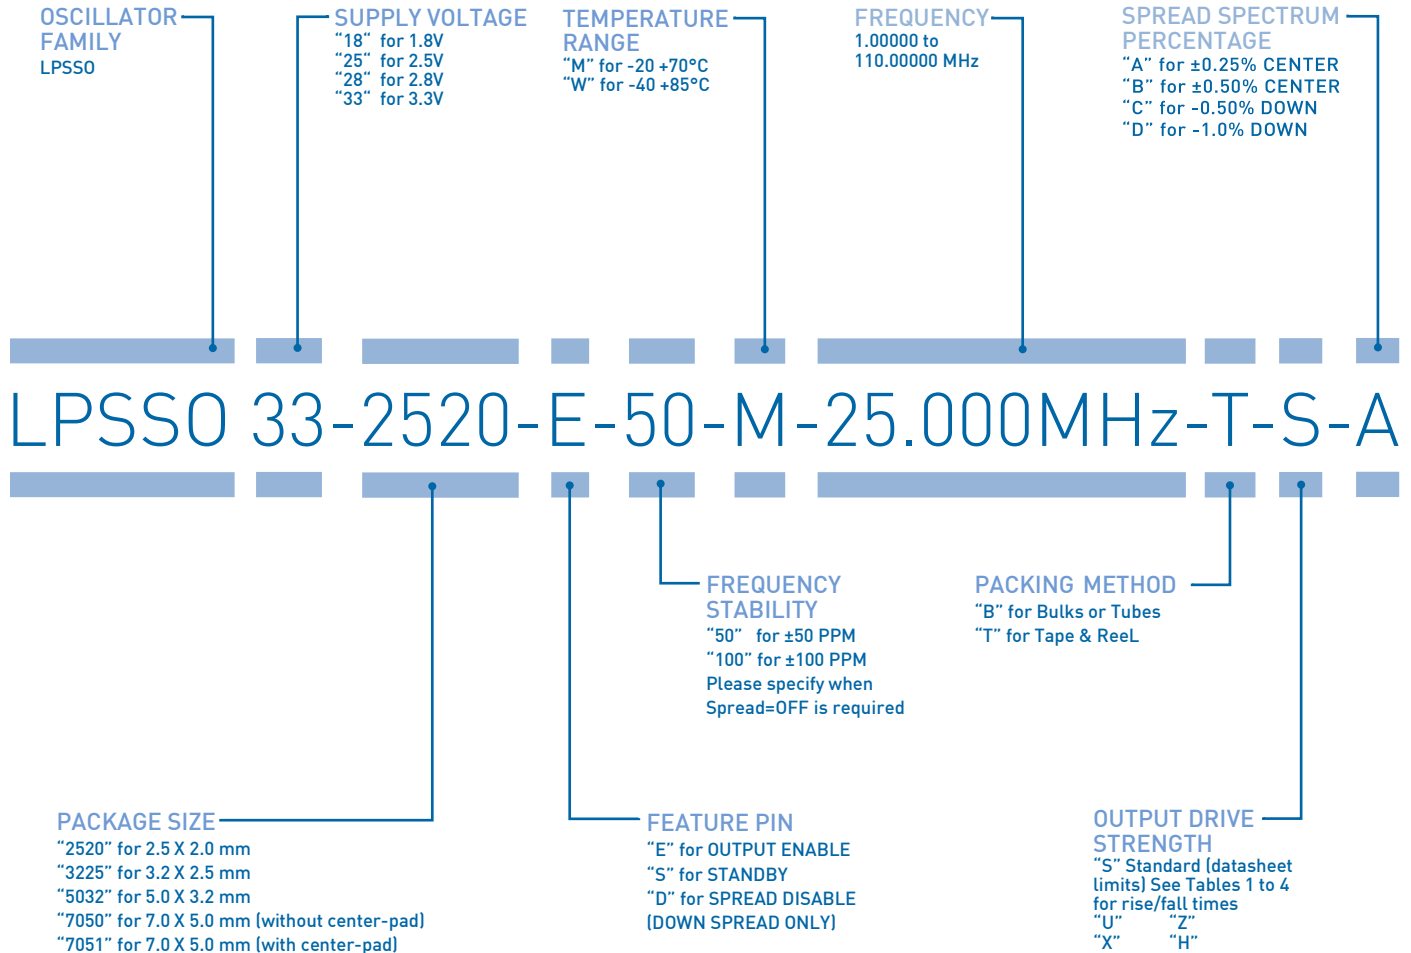 OSCILLATOR
FAMILY
LPSSO
SUPPLY VOLTAGE
“18“ for 1.8V
“25“ for 2.5V
“28“ for 2.8V
“33“ for 3.3V
TEMPERATURE
RANGE
“M” for -20 +70°C
“W” for -40 +85°C
FREQUENCY
1.00000 to
110.00000 MHz
SPREAD SPECTRUM
PERCENTAGE
“A” for ±0.25% CENTER
“B” for ±0.50% CENTER
“C” for -0.50% DOWN
“D” for -1.0% DOWN
LPSSO 33-2520-E-50-M-25.000MHz-T-S-A
FREQUENCY
STABILITY
“50” for ±50 PPM
“100” for ±100 PPM
Please specify when
Spread=OFF is required
PACKING METHOD
“B” for Bulks or Tubes
“T” for Tape & ReeL
PACKAGE SIZE
“2520” for 2.5 X 2.0 mm
“3225” for 3.2 X 2.5 mm
“5032” for 5.0 X 3.2 mm
“7050” for 7.0 X 5.0 mm (without center-pad)
“7051” for 7.0 X 5.0 mm (with center-pad)
FEATURE PIN
“E” for OUTPUT ENABLE
“S” for STANDBY
“D” for SPREAD DISABLE
(DOWN SPREAD ONLY)
OUTPUT DRIVE
STRENGTH
“S” Standard (datasheet
limits) See Tables 1 to 4
for rise/fall times
“U” “Z”
“X” “H”